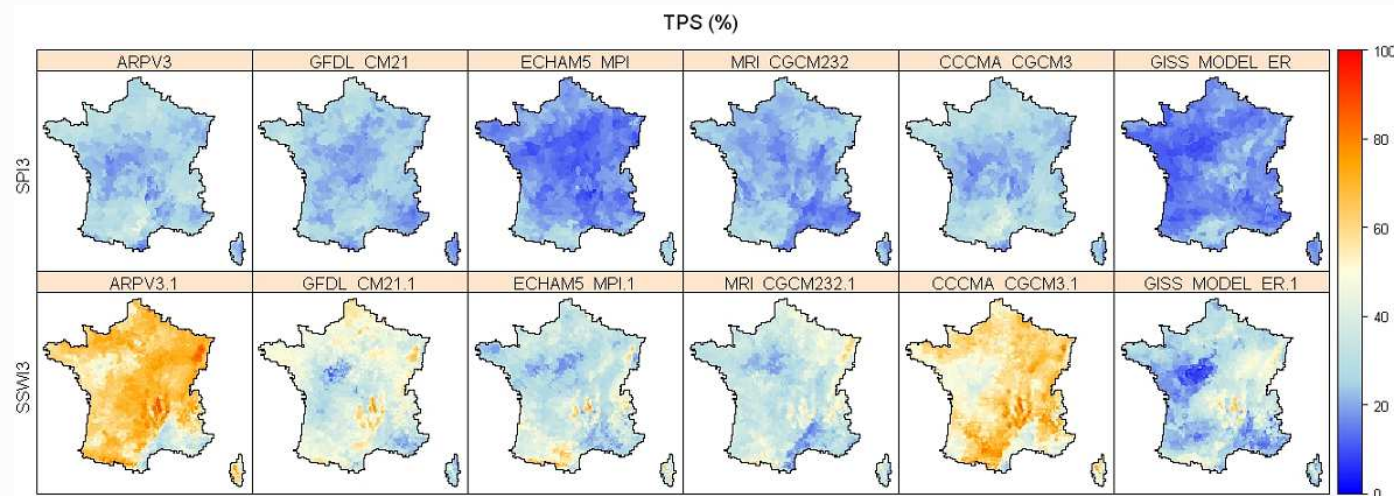 TPS (%)
ARPV3 GFDL CM21 ECHAM5 MPI MRI CGCM232 CCCMA CGCM3 GISS MODEL ER
SPI3
ARPV3.1 GFDL CM21.1 ECHAM5 MPI.1 MRI CGCM232.1 CCCMA CGCM3.1 GISS MODEL ER.1
SSWI3
100
80
60
40
20
0